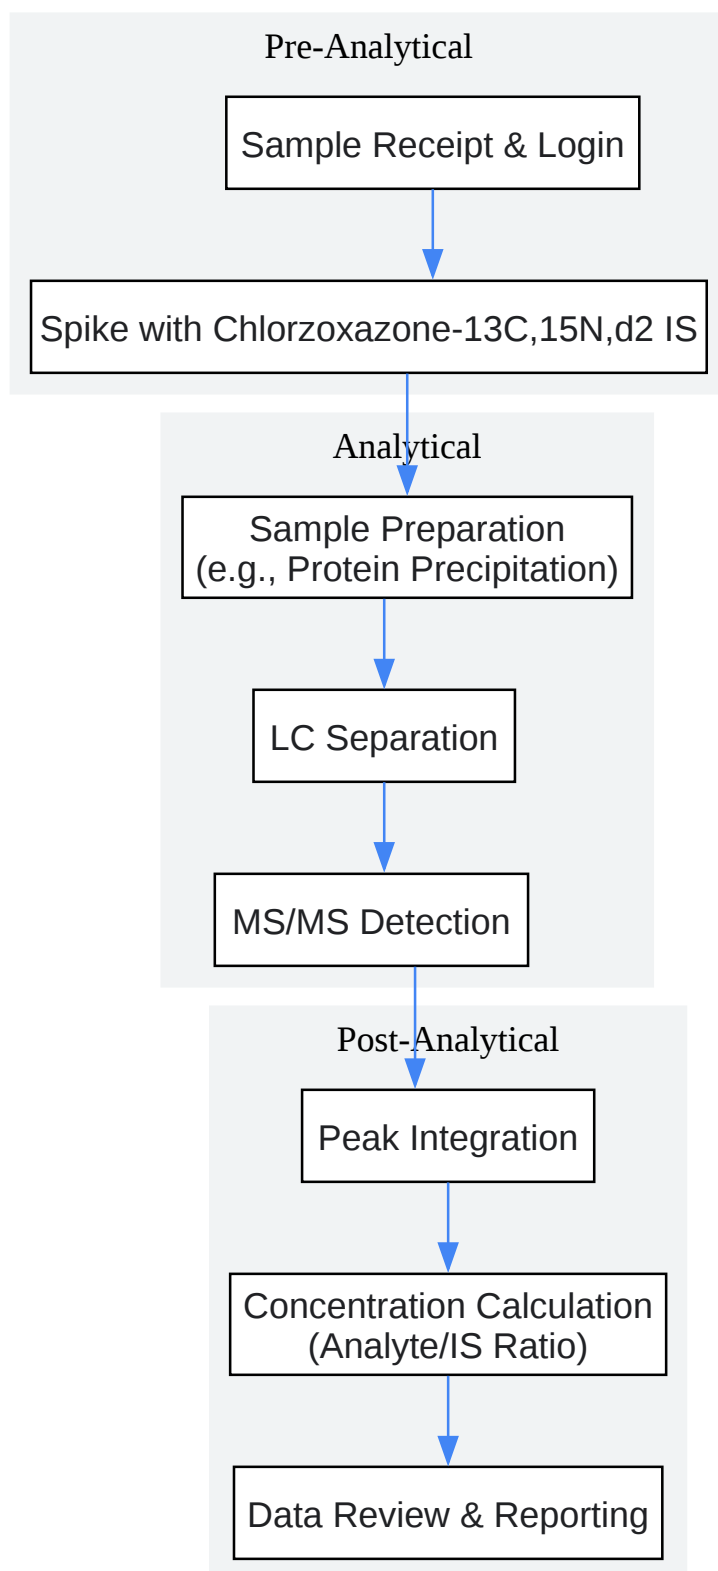 Pre-Analytical
Sample Receipt & Login
Spike with Chlorzoxazone-13C,15N,d2 IS
Analytical
Sample Preparation
(e.g., Protein Precipitation)
LC Separation
MS/MS Detection
Post-Analytical
Peak Integration
Concentration Calculation
(Analyte/IS Ratio)
Data Review & Reporting